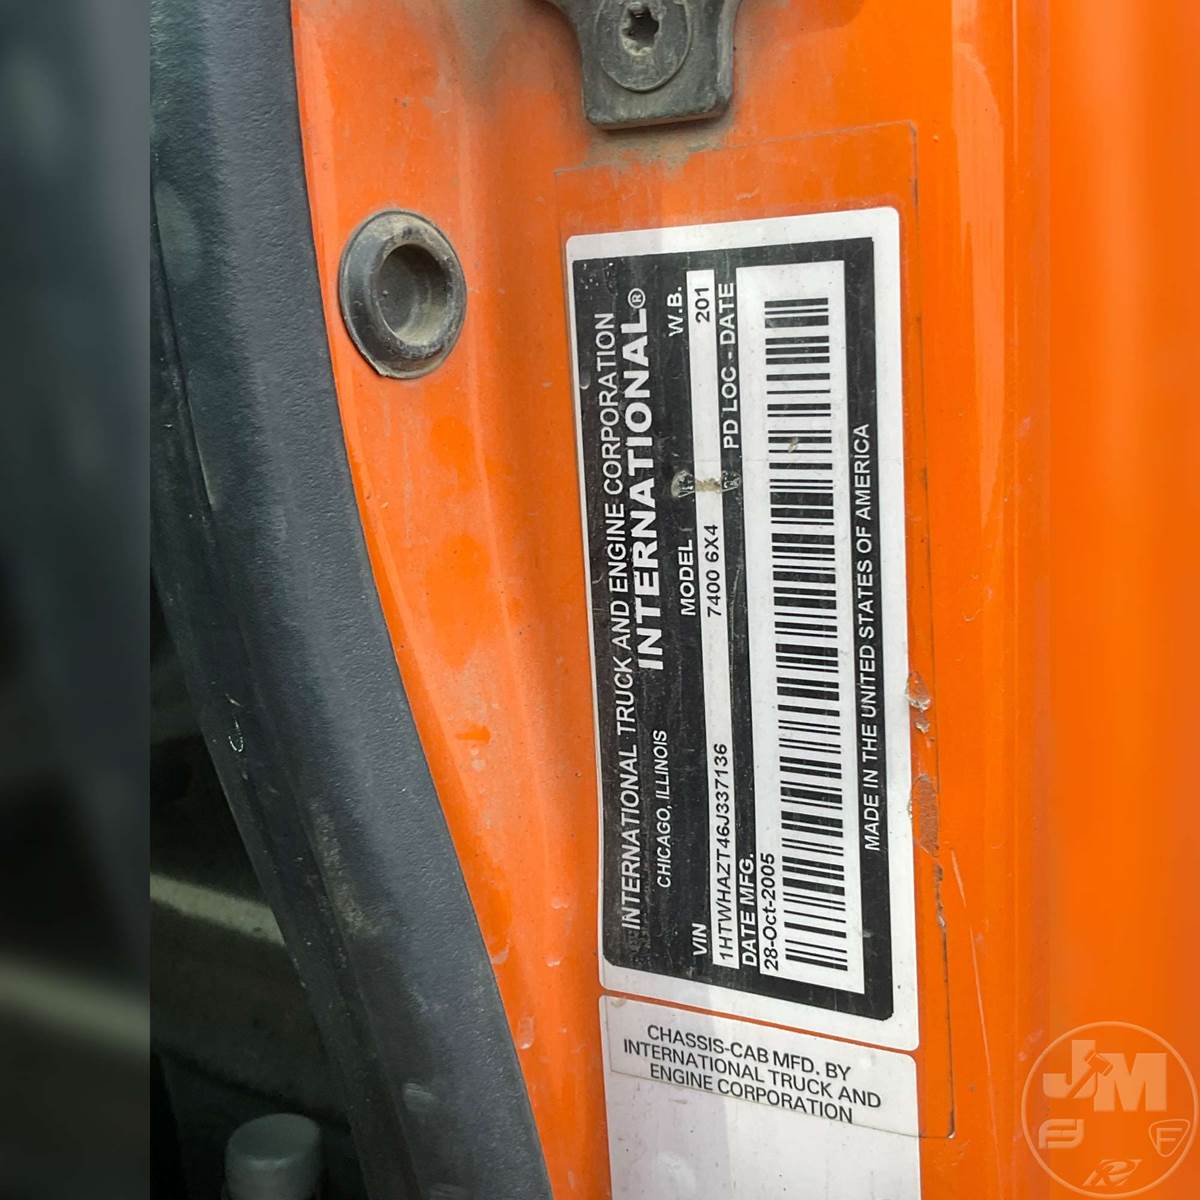 INTERNATIONAL TRUCK AND ENGINE CORPORATION
CHICAGO, ILLINOIS INTERNATIONAL®
VIN MODEL W.B.
1HTWHAZT46J337136 7400 6X4 201
DATE MFG. PD LOC - DATE
28-Oct-2005
MADE IN THE UNITED STATES OF AMERICA
CHASSIS-CAB MFD. BY
INTERNATIONAL TRUCK AND
ENGINE CORPORATION
JM